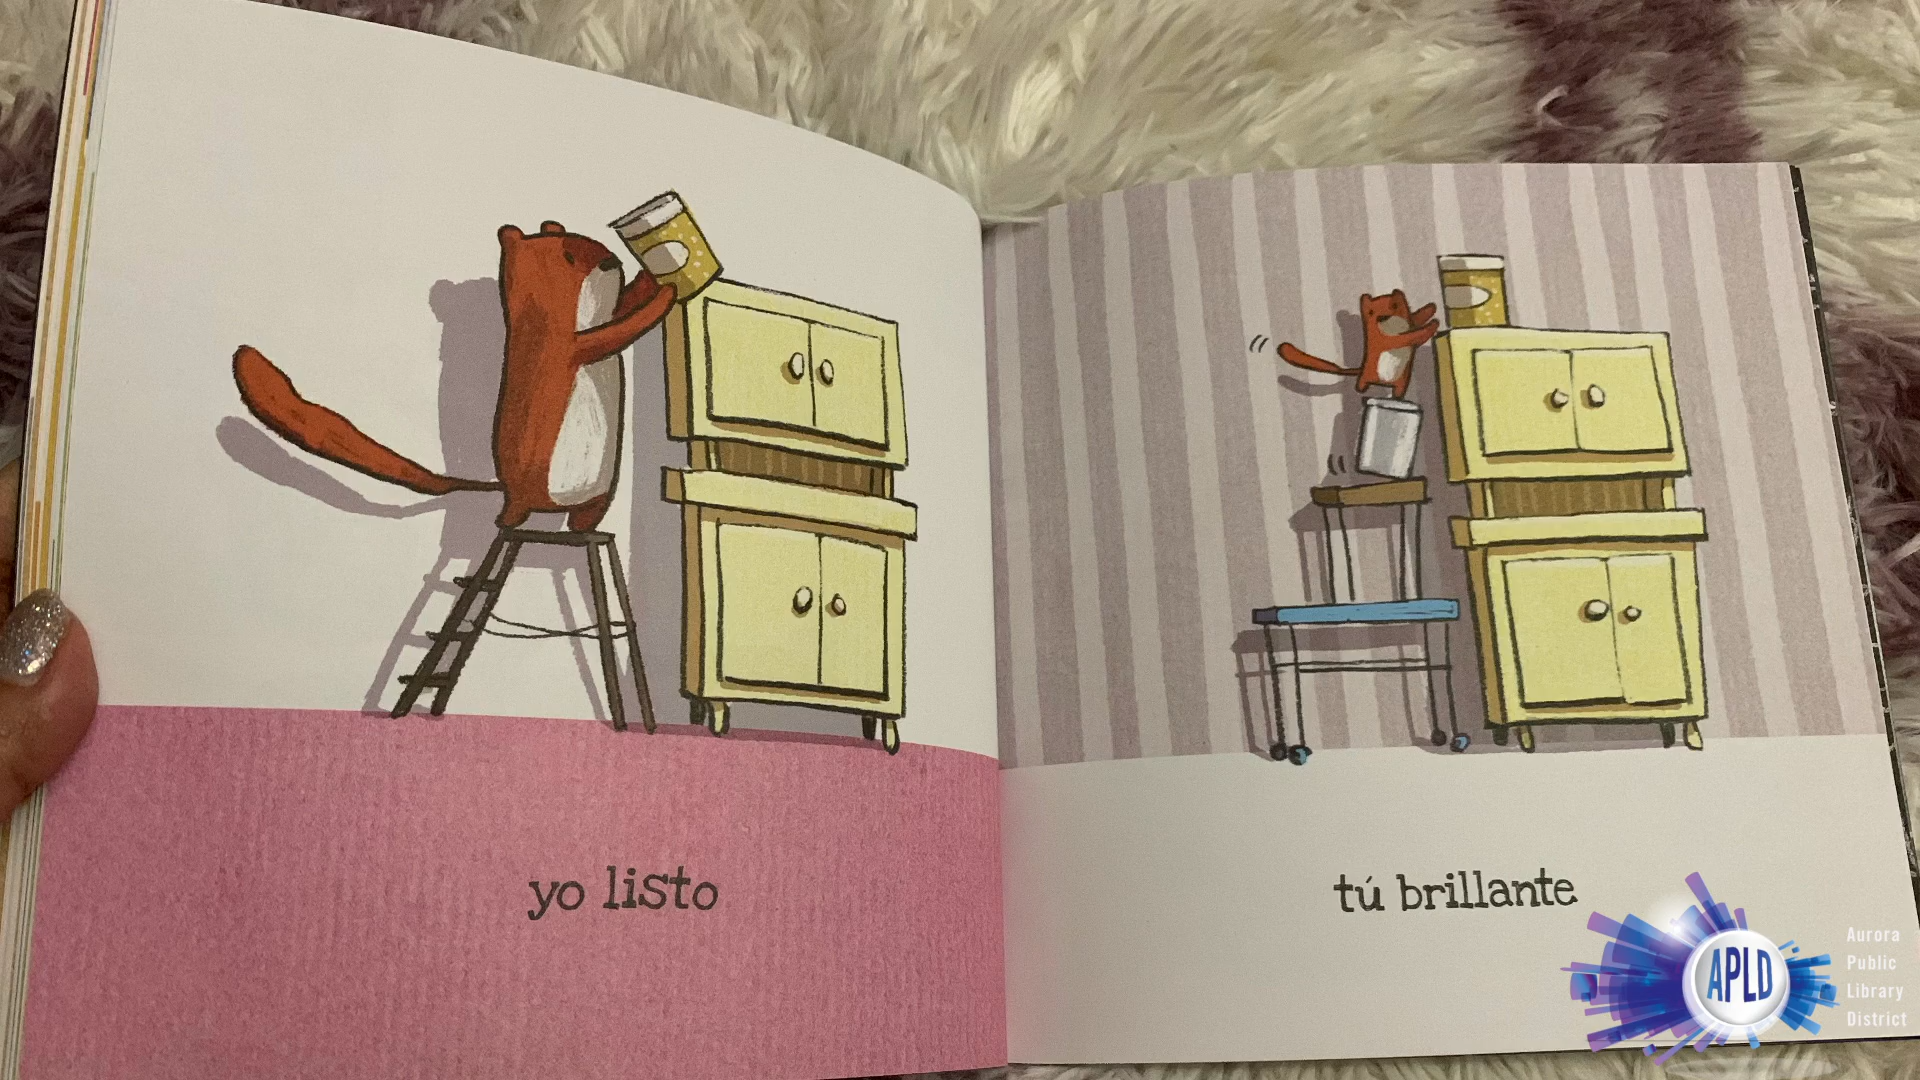 yo listo
tú brillante
APLD
Aurora
Public
Library
District